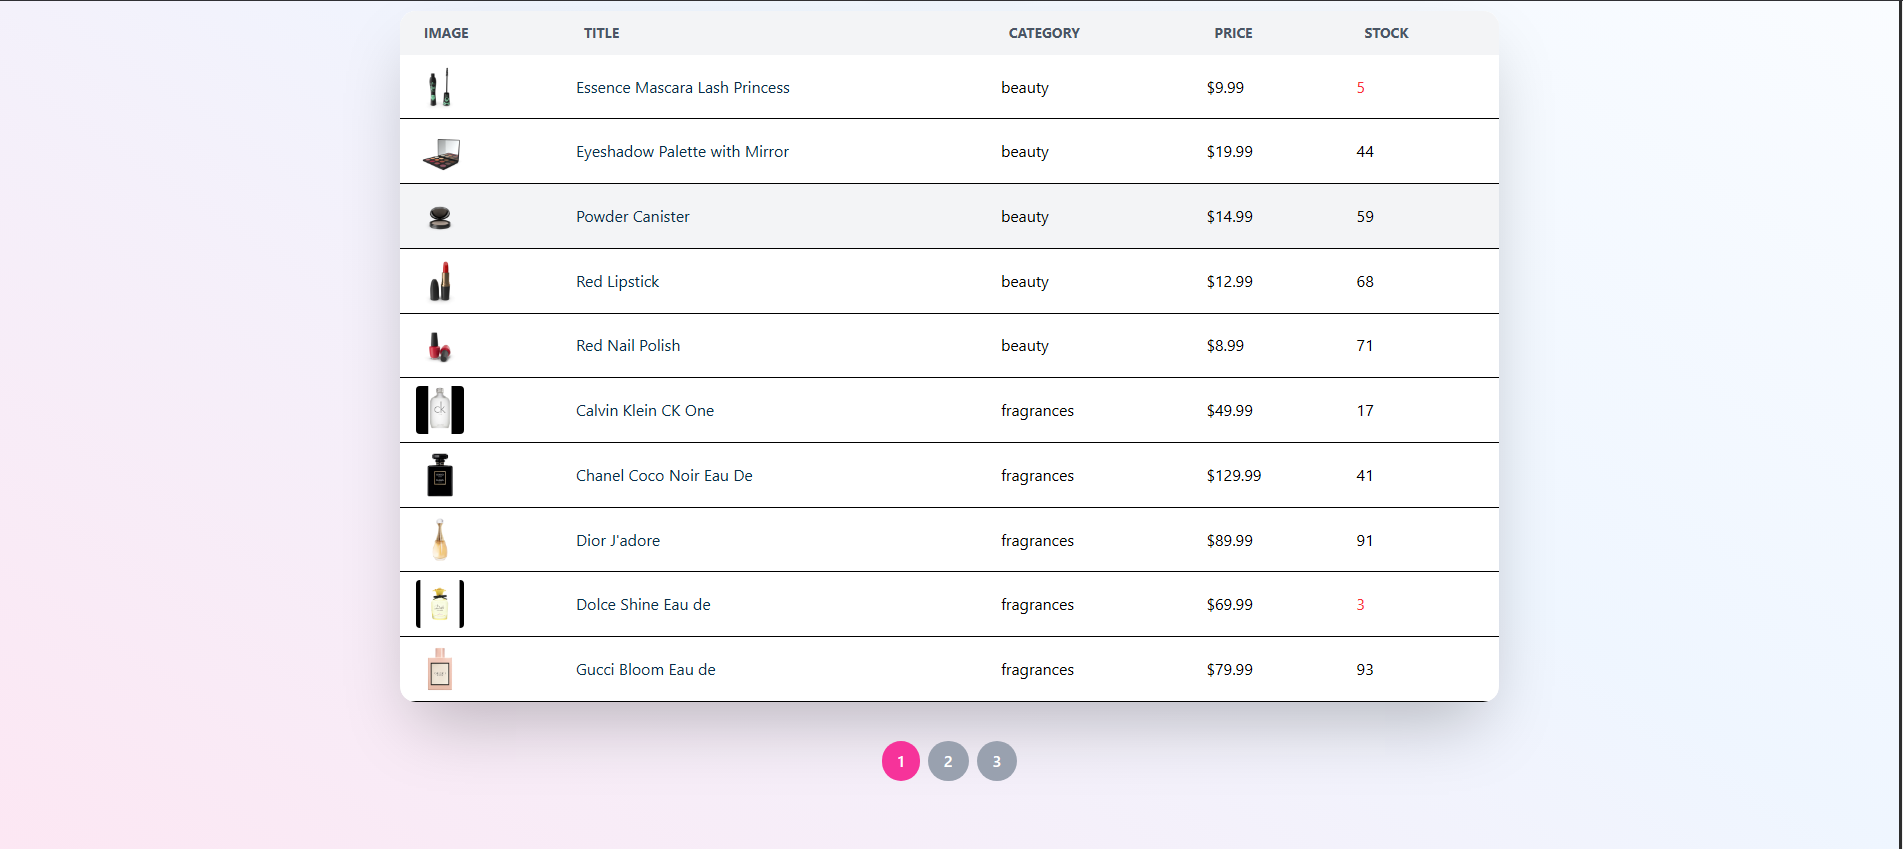 IMAGE TITLE CATEGORY PRICE STOCK
Essence Mascara Lash Princess beauty $9.99 5
Eyeshadow Palette with Mirror beauty $19.99 44
Powder Canister beauty $14.99 59
Red Lipstick beauty $12.99 68
Red Nail Polish beauty $8.99 71
ck
Calvin Klein CK One fragrances $49.99 17
Chanel Coco Noir Eau De fragrances $129.99 41
Dior J'adore fragrances $89.99 91
Dolce Shine Eau de fragrances $69.99 3
Gucci Bloom Eau de fragrances $79.99 93
1 2 3